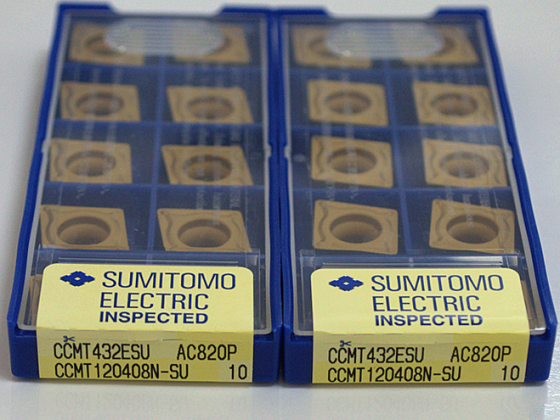 SUMITOMO
ELECTRIC
INSPECTED
CCMT432ESU AC820P
CCMT120408N-SU 10
SUMITOMO
ELECTRIC
INSPECTED
CCMT432ESU AC820P
CCMT120408N-SU 10